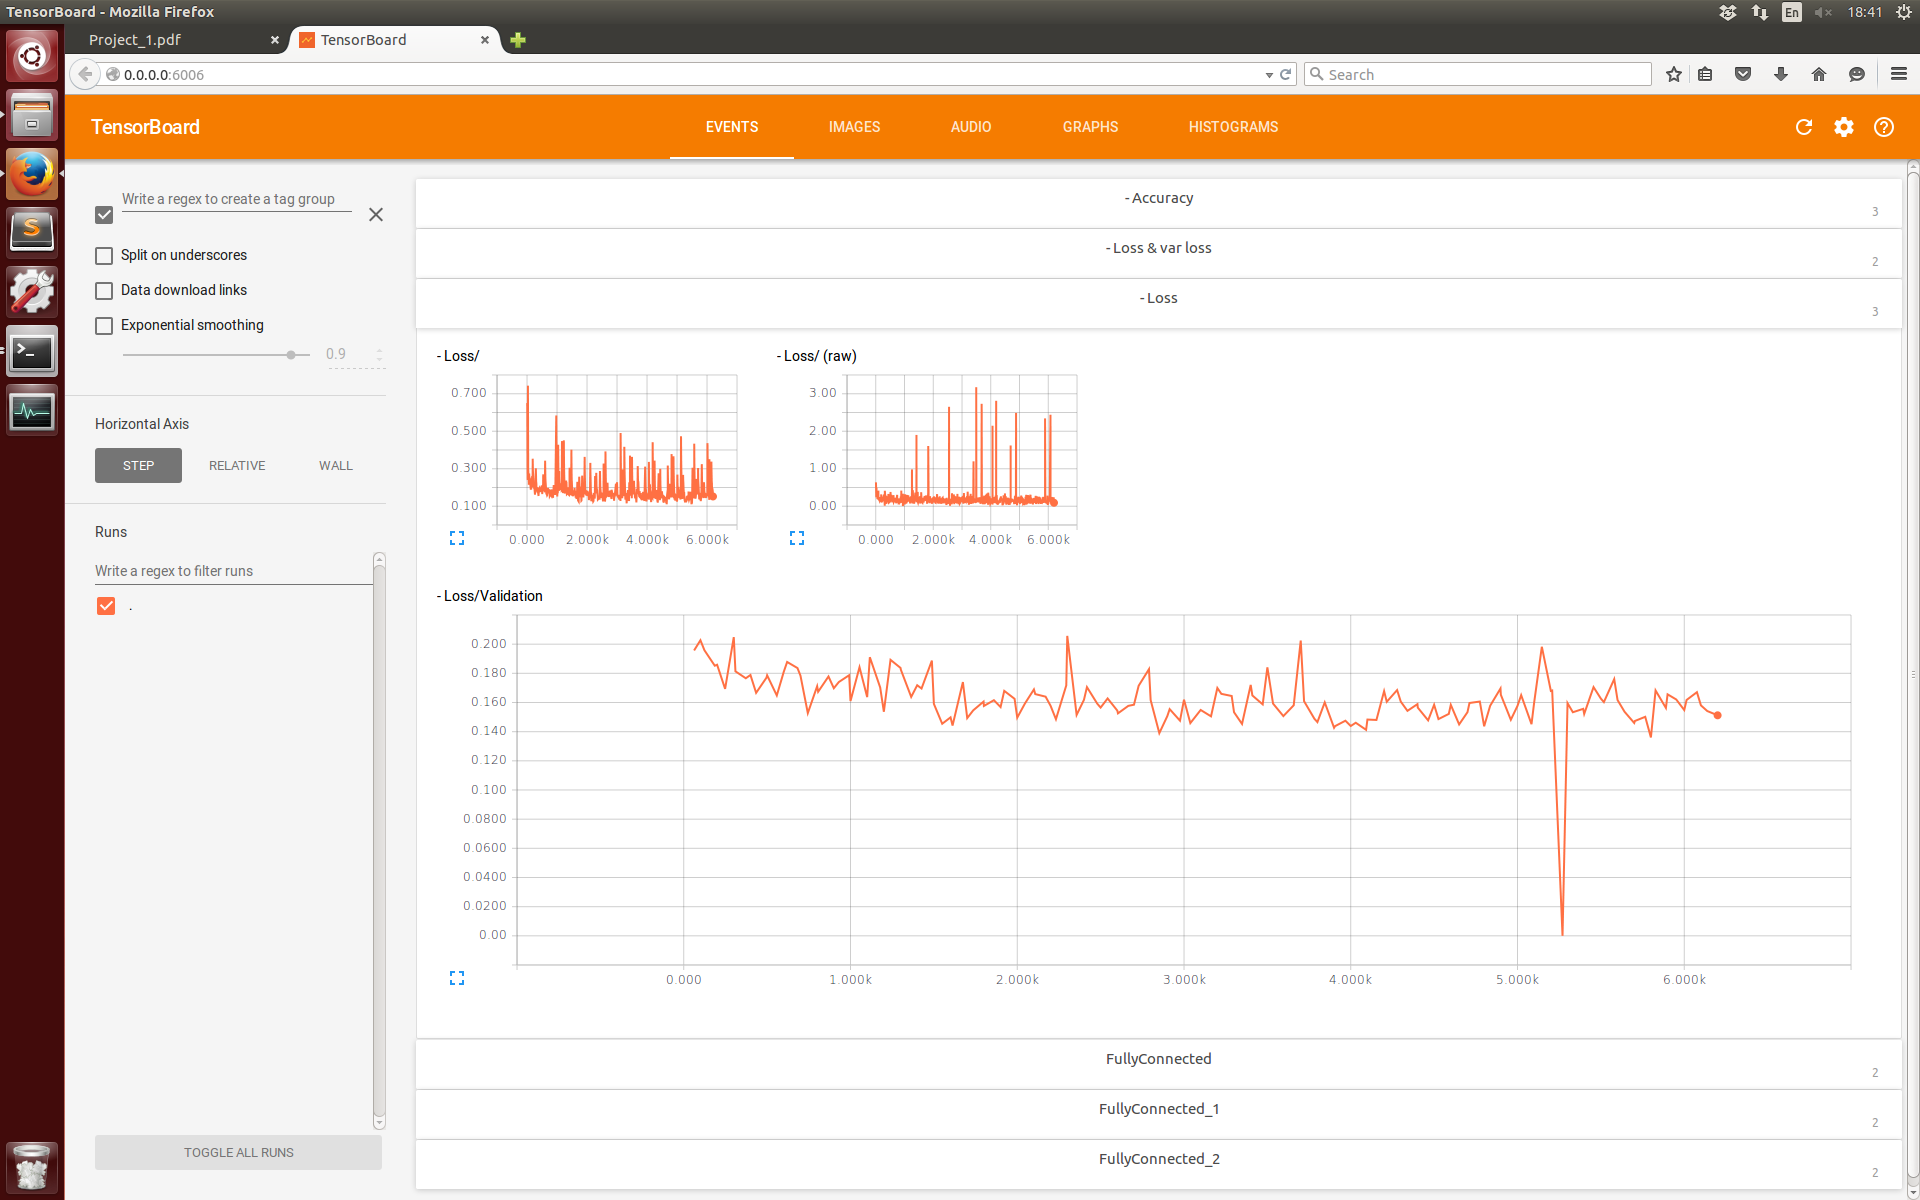 TensorBoard - Mozilla Firefox
En
18:41
Project_1.pdf
TensorBoard
0.0.0.0:6006
Search
TensorBoard
EVENTS
IMAGES
AUDIO
GRAPHS
HISTOGRAMS
Write a regex to create a tag group
Split on underscores
Data download links
Exponential smoothing
0.9
Horizontal Axis
STEP
RELATIVE
WALL
Runs
Write a regex to filter runs
.
TOGGLE ALL RUNS
- Accuracy
3
- Loss & var loss
2
- Loss
3
- Loss/
0.700
0.500
0.300
0.100
0.000 2.000k 4.000k 6.000k
- Loss/ (raw)
3.00
2.00
1.00
0.00
0.000 2.000k 4.000k 6.000k
- Loss/Validation
0.200
0.180
0.160
0.140
0.120
0.100
0.0800
0.0600
0.0400
0.0200
0.00
0.000 1.000k 2.000k 3.000k 4.000k 5.000k 6.000k
FullyConnected
2
FullyConnected_1
2
FullyConnected_2
2